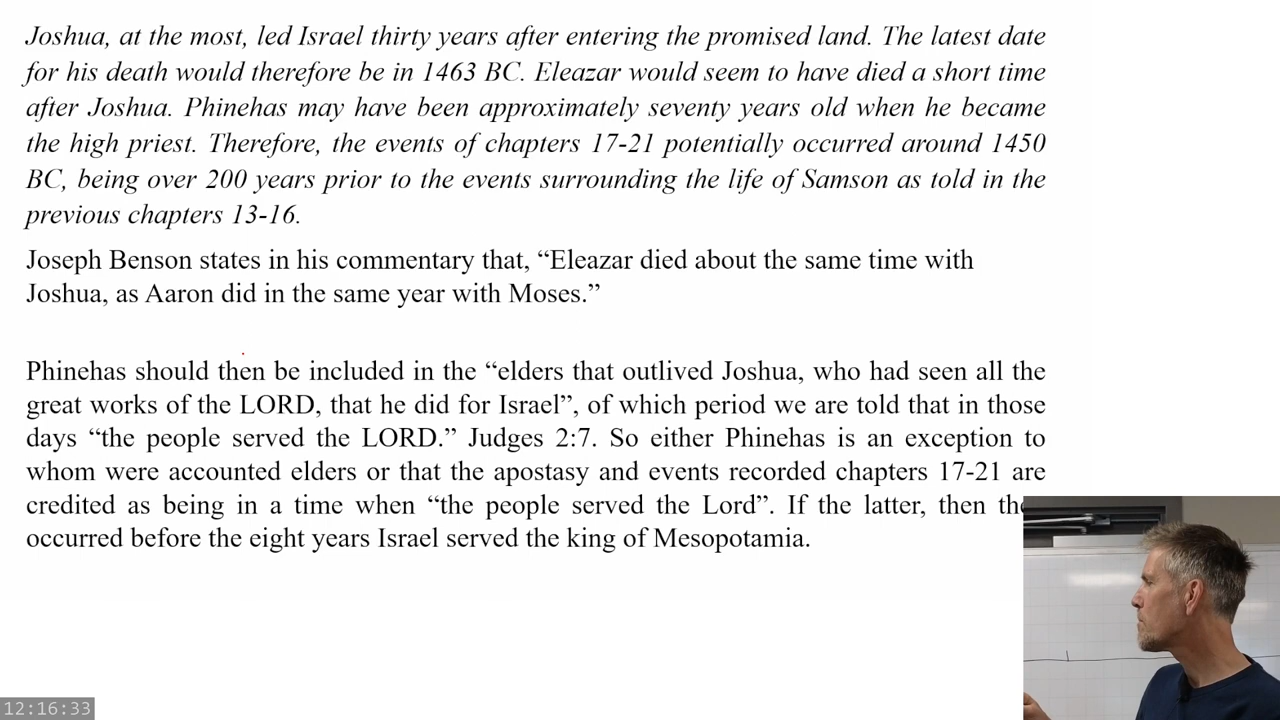 Joshua, at the most, led Israel thirty years after entering the promised land. The latest date
for his death would therefore be in 1463 BC. Eleazar would seem to have died a short time
after Joshua. Phinehas may have been approximately seventy years old when he became
the high priest. Therefore, the events of chapters 17-21 potentially occurred around 1450
BC, being over 200 years prior to the events surrounding the life of Samson as told in the
previous chapters 13-16.
Joseph Benson states in his commentary that, “Eleazar died about the same time with
Joshua, as Aaron did in the same year with Moses.”
Phinehas should then be included in the “elders that outlived Joshua, who had seen all the
great works of the LORD, that he did for Israel”, of which period we are told that in those
days “the people served the LORD.” Judges 2:7. So either Phinehas is an exception to
whom were accounted elders or that the apostasy and events recorded chapters 17-21 are
credited as being in a time when “the people served the Lord”. If the latter, then
occurred before the eight years Israel served the king of Mesopotamia.
12:16:33